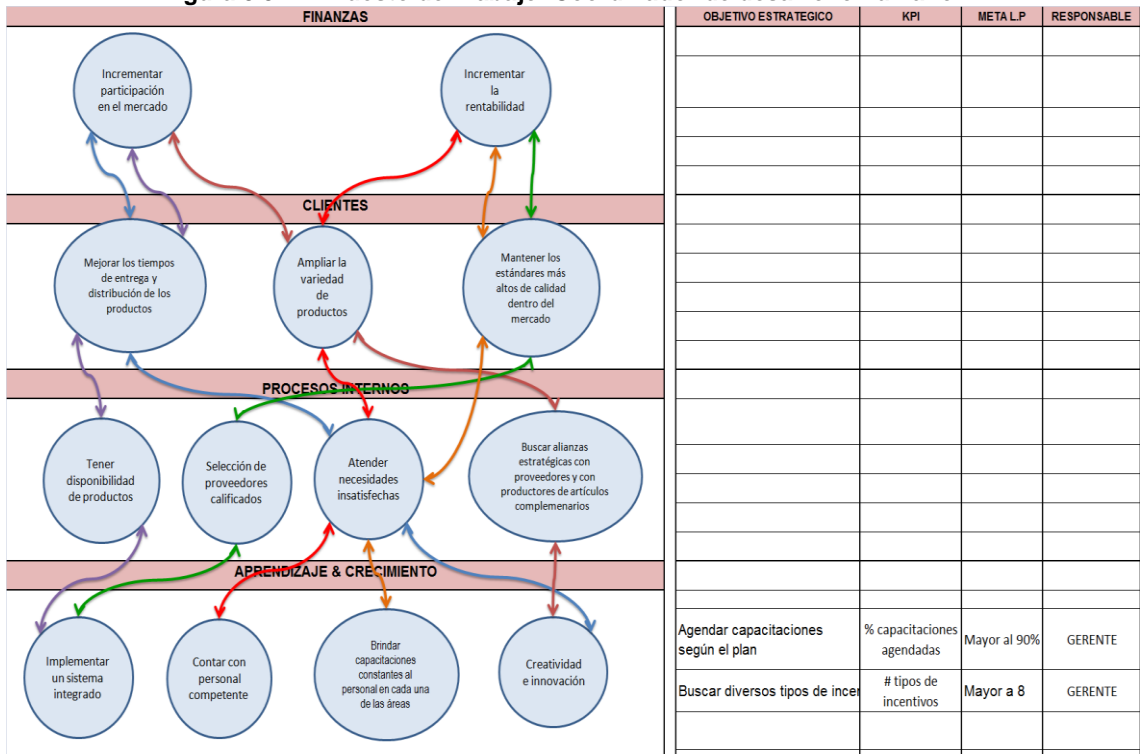 FINANZAS
Incrementar
participación
en el mercado
Incrementar
la
rentabilidad
CLIENTES
Mejorar los tiempos
de entrega y
distribución de los
productos
Ampliar la
variedad
de
productos
Mantener los
estándares más
altos de calidad
dentro del
mercado
PROCESOS INTERNOS
Tener
disponibilidad
de productos
Selección de
proveedores
calificados
Atender
necesidades
insatisfechas
Buscar alianzas
estratégicas con
proveedores y con
productores de artículos
complemenarios
APRENDIZAJE & CRECIMIENTO
Implementar
un sistema
integrado
Contar con
personal
competente
Brindar
capacitaciones
constantes al
personal en cada una
de las áreas
Creatividad
e innovación
OBJETIVO ESTRATEGICO KPI META L.P RESPONSABLE
Agendar capacitaciones
según el plan
% capacitaciones
agendadas
Mayor al 90%
GERENTE
Buscar diversos tipos de incer
# tipos de
incentivos
Mayor a 8
GERENTE